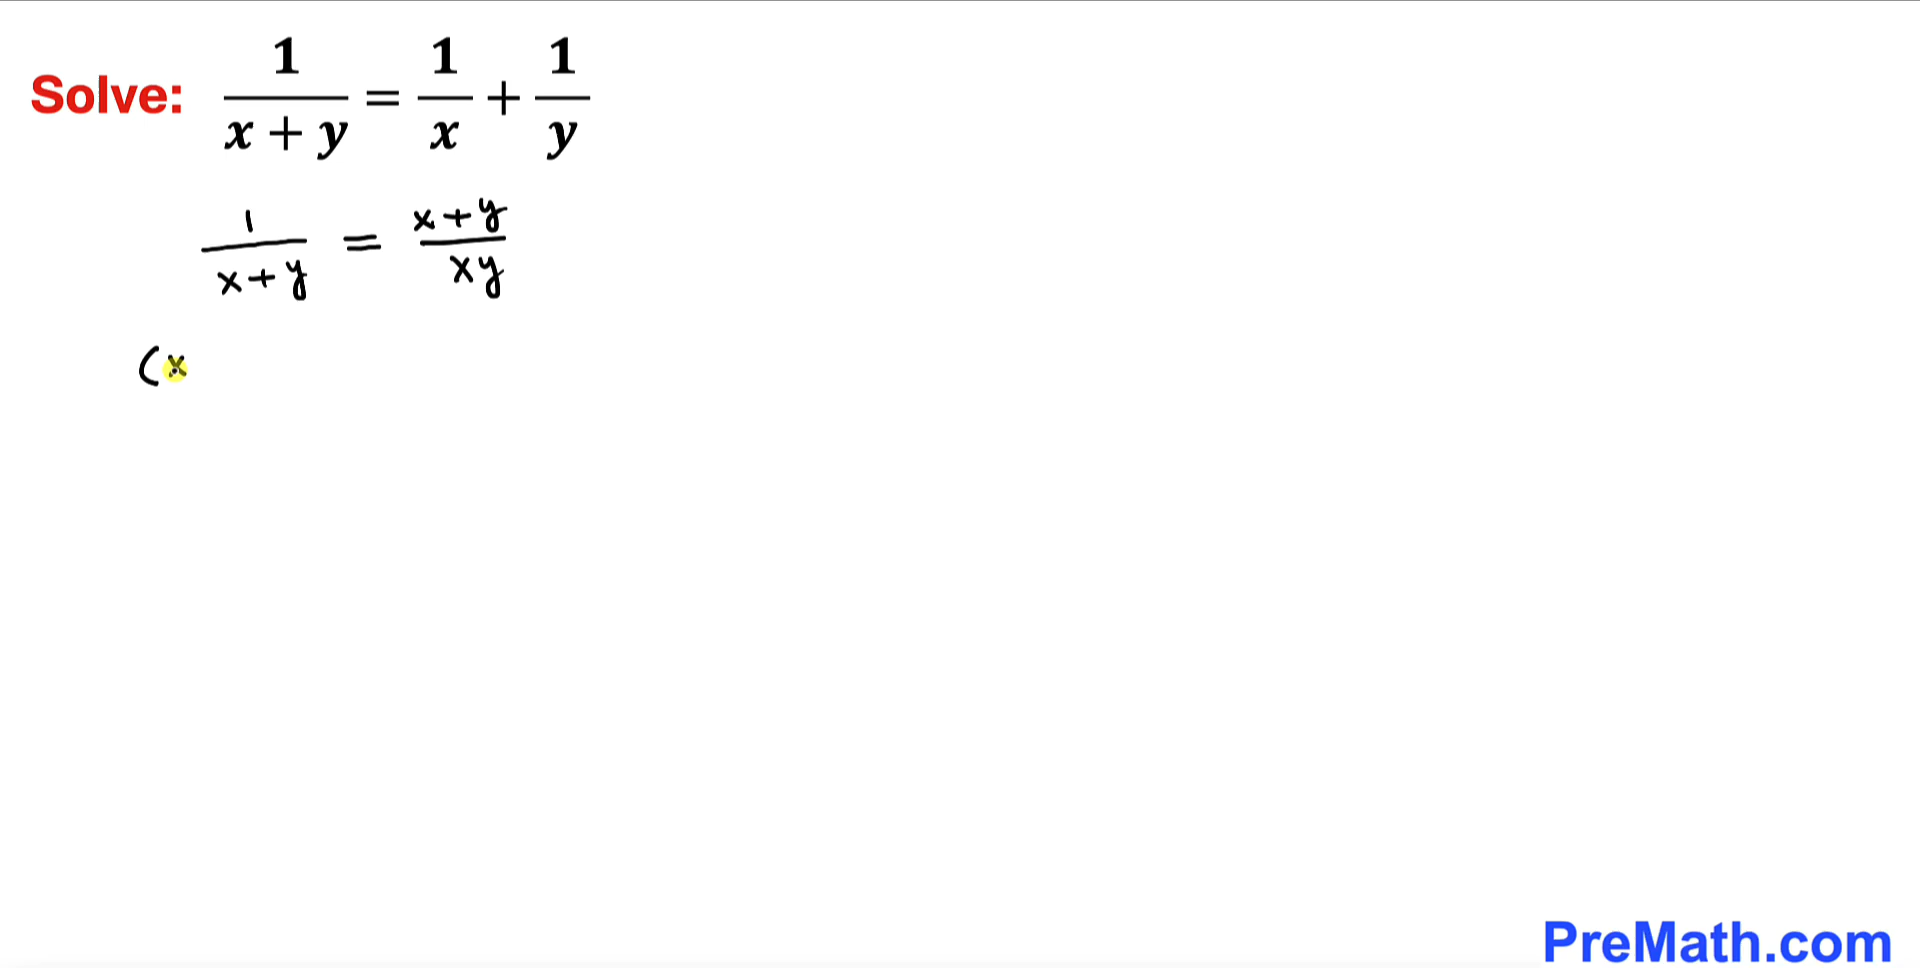 Solve: 1/(x + y) = 1/x + 1/y
1/(x+y) = (x+y)/(xy)
(x
PreMath.com